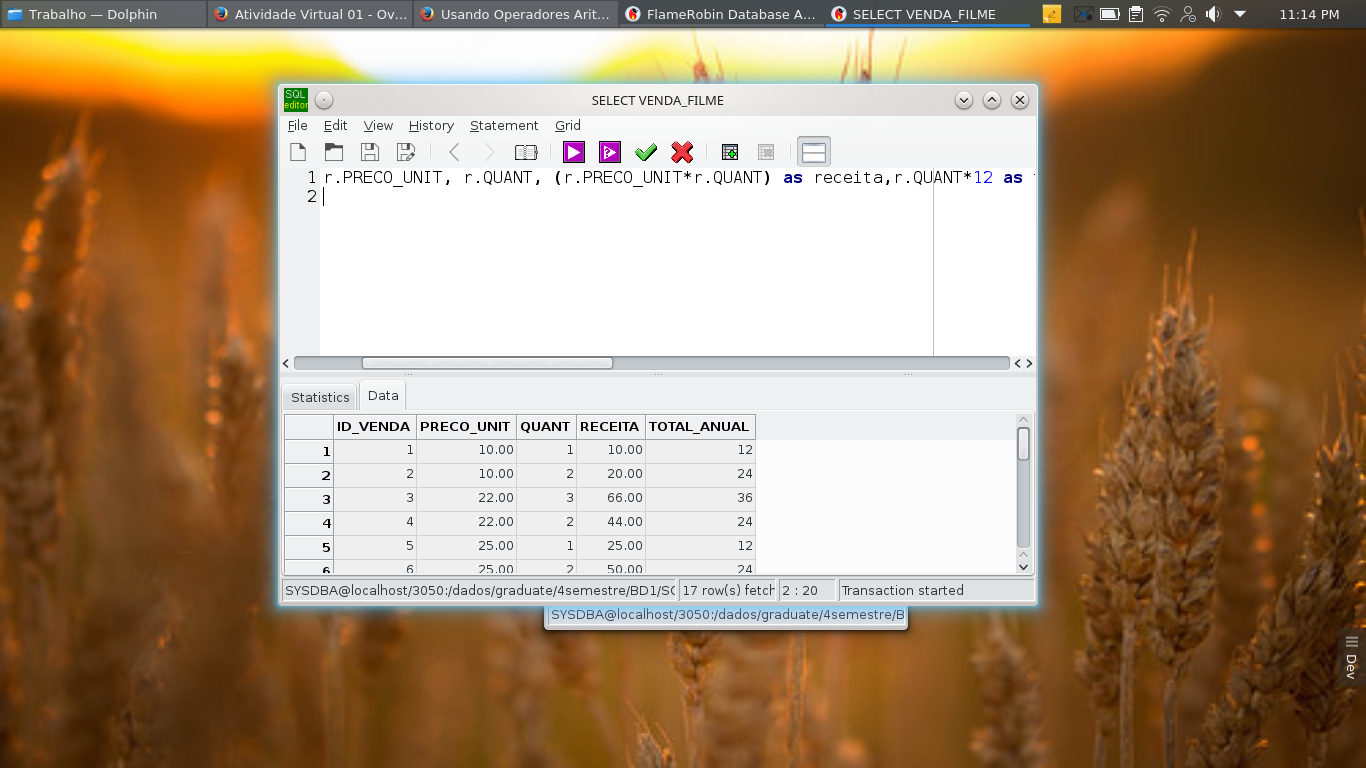 Trabalho — Dolphin
Atividade Virtual 01 - Ov...
Usando Operadores Arit...
FlameRobin Database A...
SELECT VENDA_FILME
11:14 PM
SQL
editor
SELECT VENDA_FILME
File Edit View History Statement Grid
1 r.PRECO_UNIT, r.QUANT, (r.PRECO_UNIT*r.QUANT) as receita,r.QUANT*12 as
2
Statistics Data
ID_VENDA PRECO_UNIT QUANT RECEITA TOTAL_ANUAL
1 1 10.00 1 10.00 12
2 2 10.00 2 20.00 24
3 3 22.00 3 66.00 36
4 4 22.00 2 44.00 24
5 5 25.00 1 25.00 12
6 6 25.00 2 50.00 24
SYSDBA@localhost/3050:/dados/graduate/4semestre/BD1/SC 17 row(s) fetch 2 : 20 Transaction started
SYSDBA@localhost/3050:/dados/graduate/4semestre/B
Dev